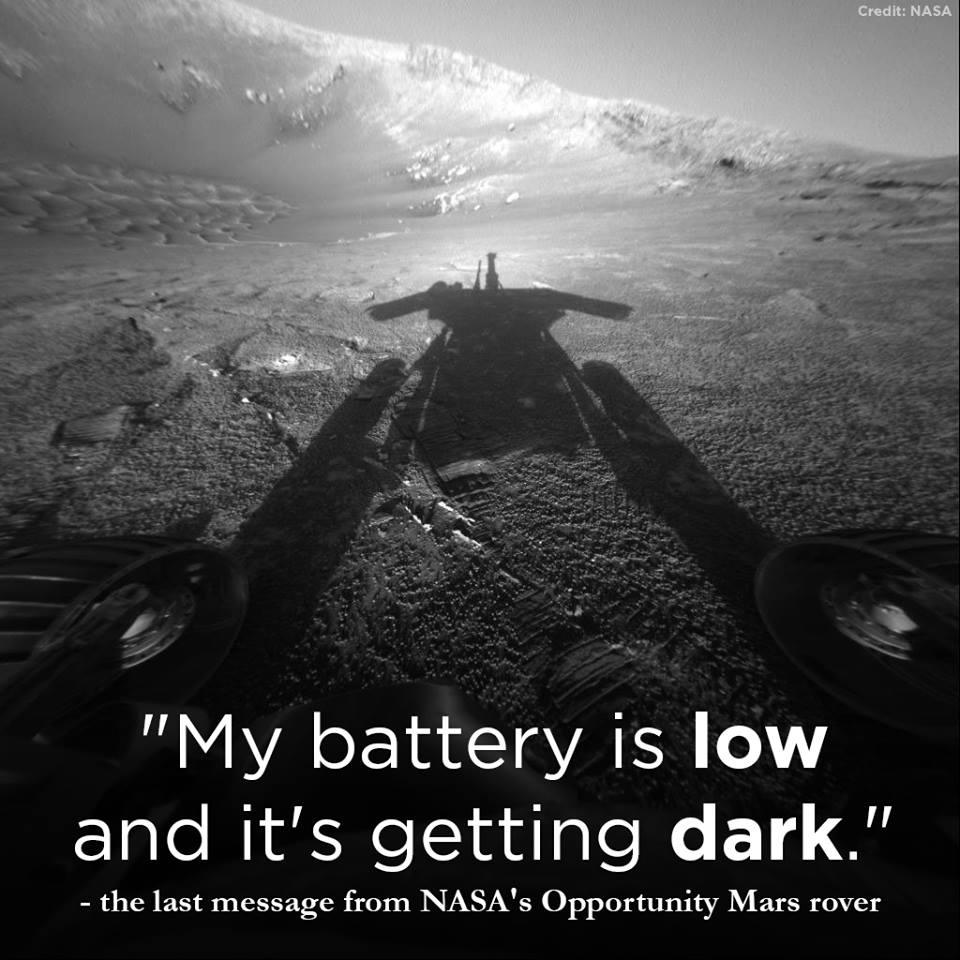 Credit: NASA
"My battery is low
and it's getting dark."
- the last message from NASA's Opportunity Mars rover